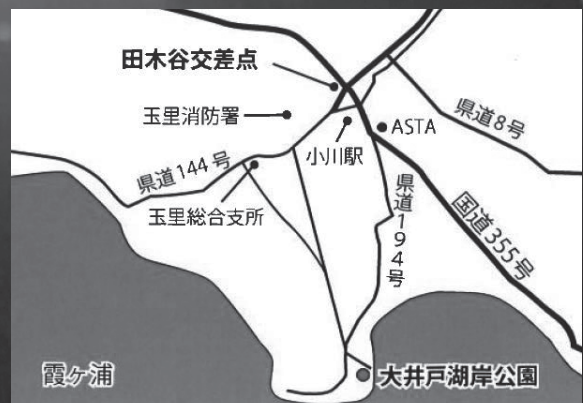 田木谷交差点
玉里消防署
ASTA
県道8号
小川駅
県道144号
玉里総合支所
県道194号
国道355号
霞ヶ浦
大井戸湖岸公園